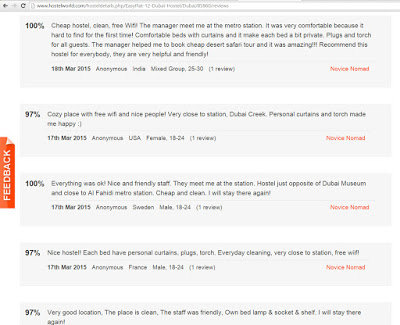 www.hostelworld.com/hosteldetails.php/EasyFlat-12-Dubai-Hostel/Dubai/85860/reviews
100% Cheap hostel, clean, free Wifi! The manager meet me at the metro station. It was very comfortable because it
hard to find for the first time! Comfortable beds with curtains and it make each bed a bit private. Plugs and torch
for all guests. The manager helped me to book cheap desert safari tour and it was amazing!!! Recommend this
hostel for everybody, they are very helpful and friendly!
18th Mar 2015 Anonymous India Mixed Group, 25-30 (1 review) Novice Nomad
97% Cozy place with free wifi and nice people! Very close to station, Dubai Creek. Personal curtains and torch made
me happy :)
17th Mar 2015 Anonymous USA Female, 18-24 (1 review) Novice Nomad
FEEDBACK
100% Everything was ok! Nice and friendly staff. They meet me at the station. Hostel just opposite of Dubai Museum
and close to Al Fahidi metro station. Cheap and clean. I will stay there again!
17th Mar 2015 Anonymous Sweden Male, 18-24 (1 review) Novice Nomad
97% Nice hostel! Each bed have personal curtains, plugs, torch. Everyday cleaning, very close to station, free wifi!
17th Mar 2015 Anonymous France Male, 18-24 (1 review) Novice Nomad
97% Very good location, The place is clean, The staff was friendly, Own bed lamp & socket & shelf. I will stay there
again!